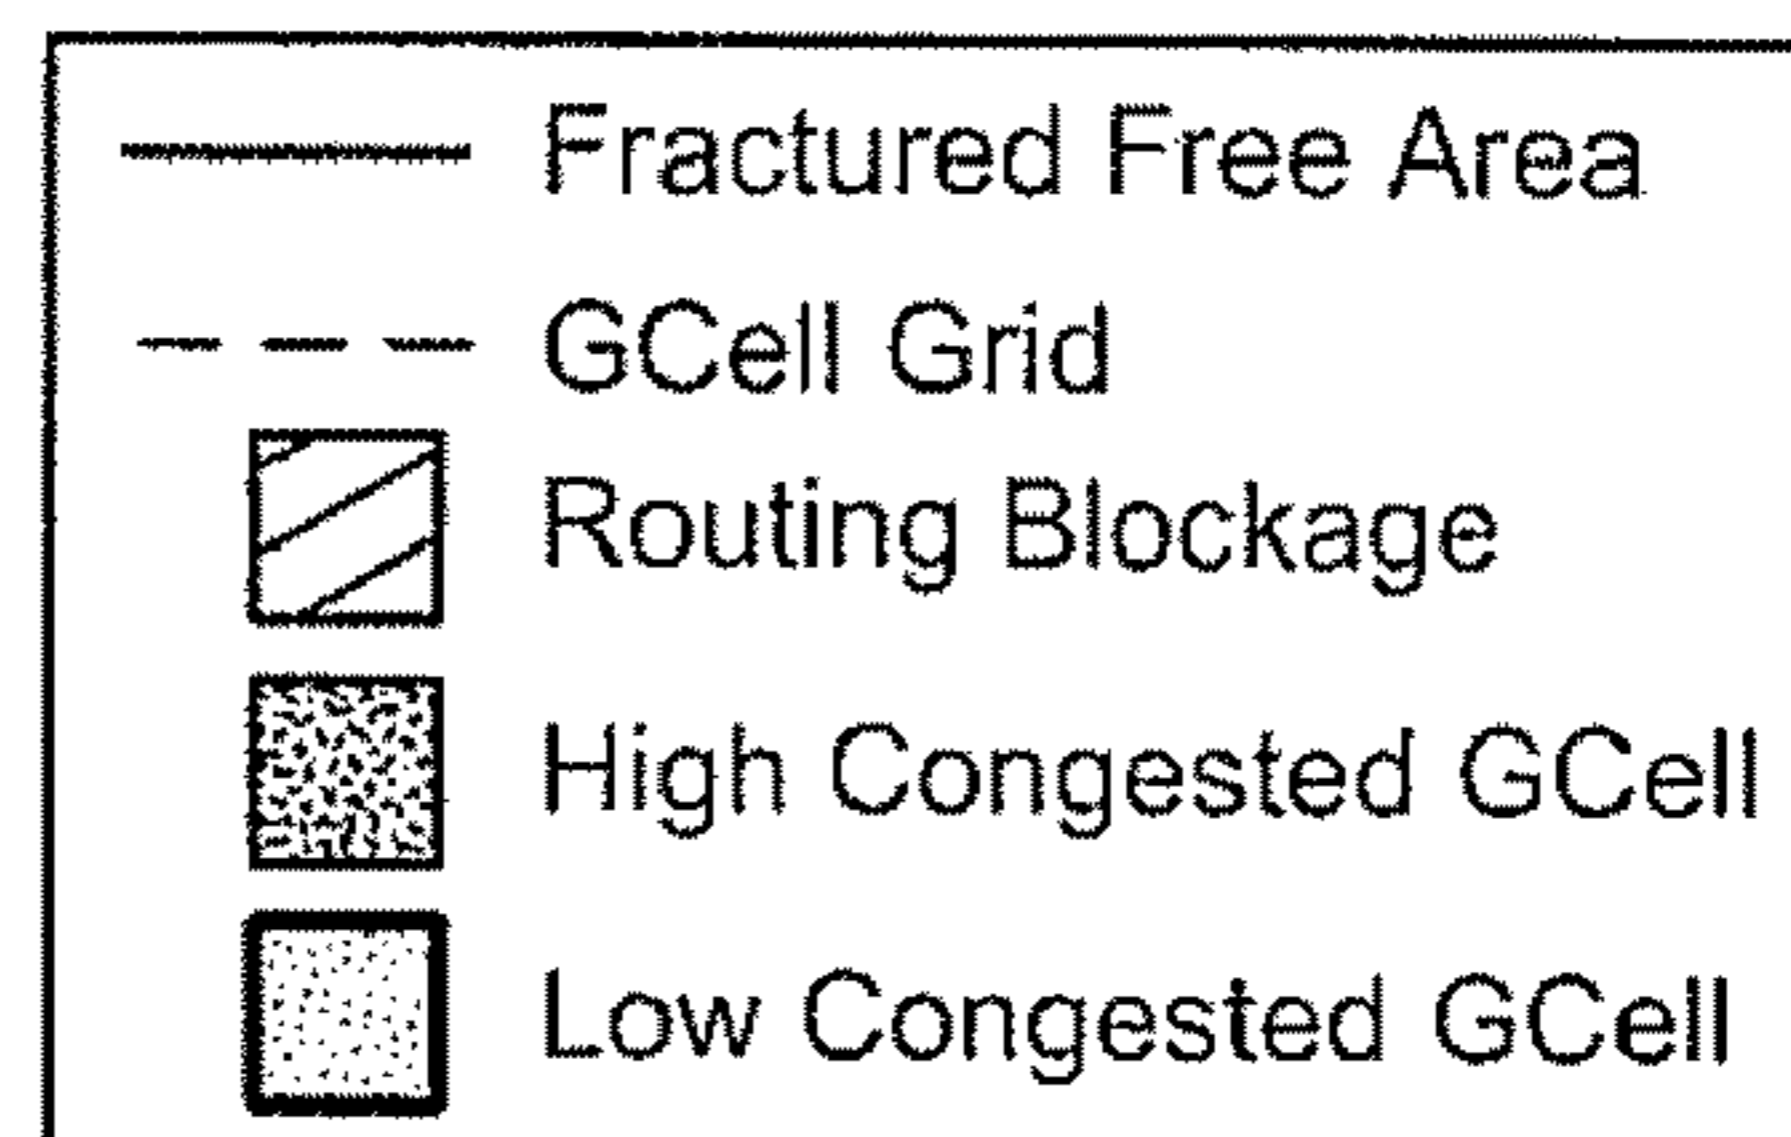 Fractured Free Area
GCell Grid
Routing Blockage
High Congested GCell
Low Congested GCell